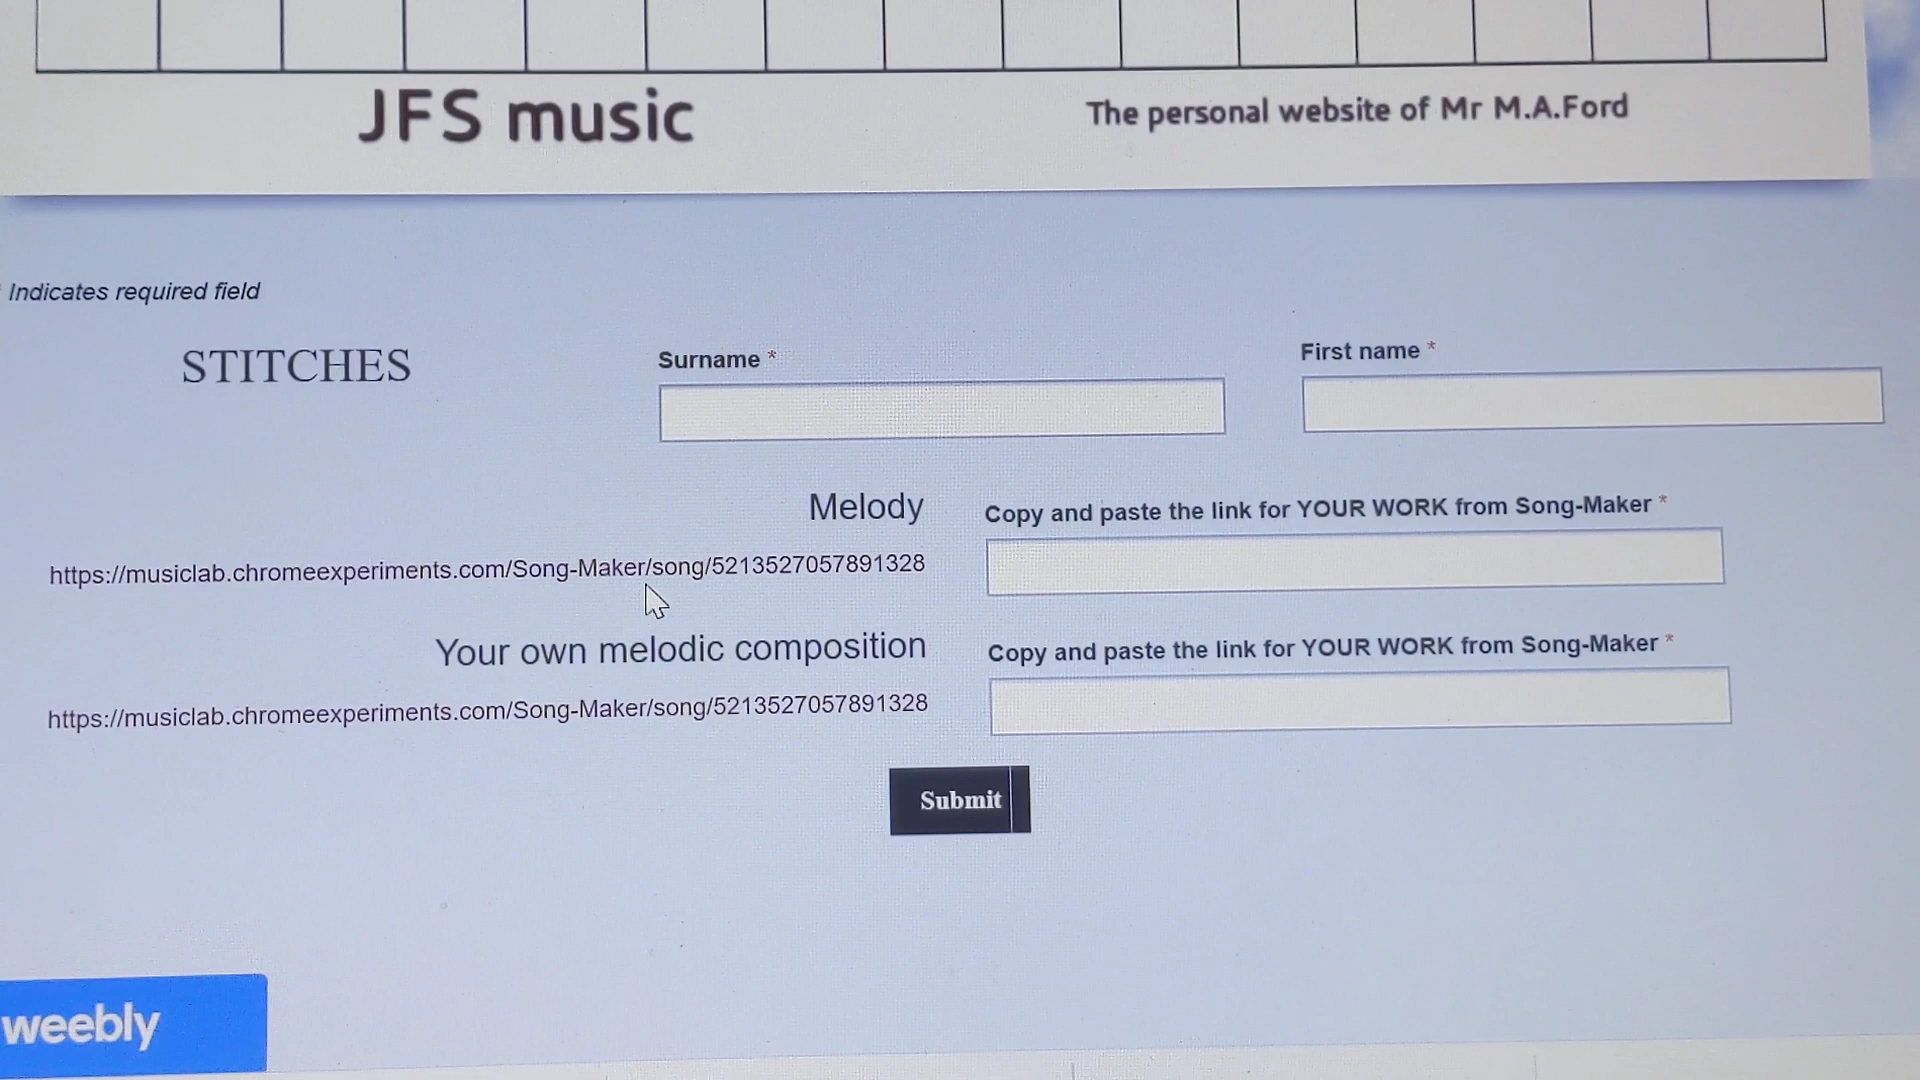 JFS music
The personal website of Mr M.A.Ford
Indicates required field
STITCHES
Surname *
First name *
Melody
Copy and paste the link for YOUR WORK from Song-Maker *
https://musiclab.chromeexperiments.com/Song-Maker/song/5213527057891328
Your own melodic composition
Copy and paste the link for YOUR WORK from Song-Maker *
https://musiclab.chromeexperiments.com/Song-Maker/song/5213527057891328
Submit
weebly